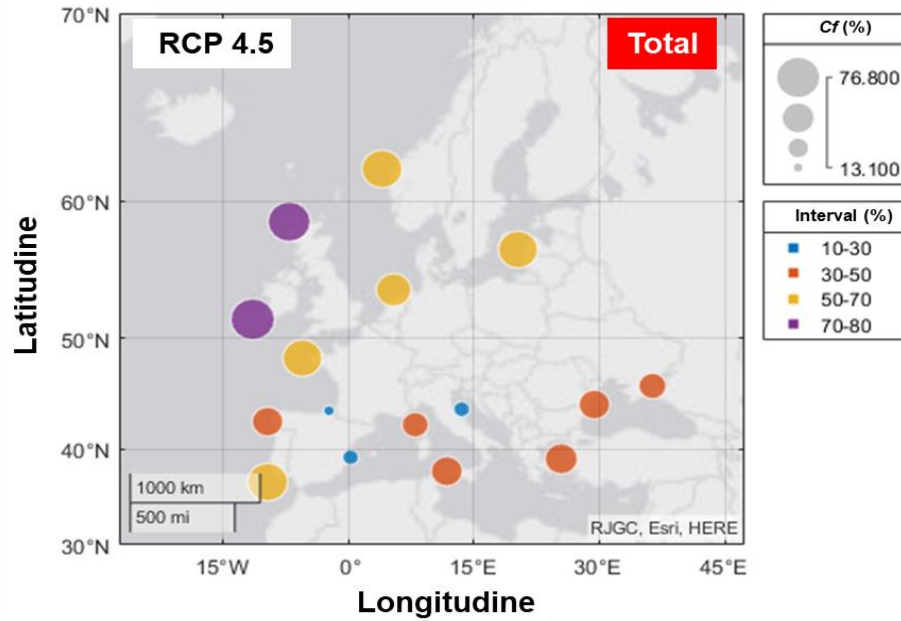 70°N
RCP 4.5
Total
60°N
50°N
40°N
30°N
Latitudine
1000 km
500 mi
RJGC, Esri, HERE
15°W
0°
15°E
30°E
45°E
Longitudine
Cf (%)
76.800
13.100
Interval (%)
10-30
30-50
50-70
70-80